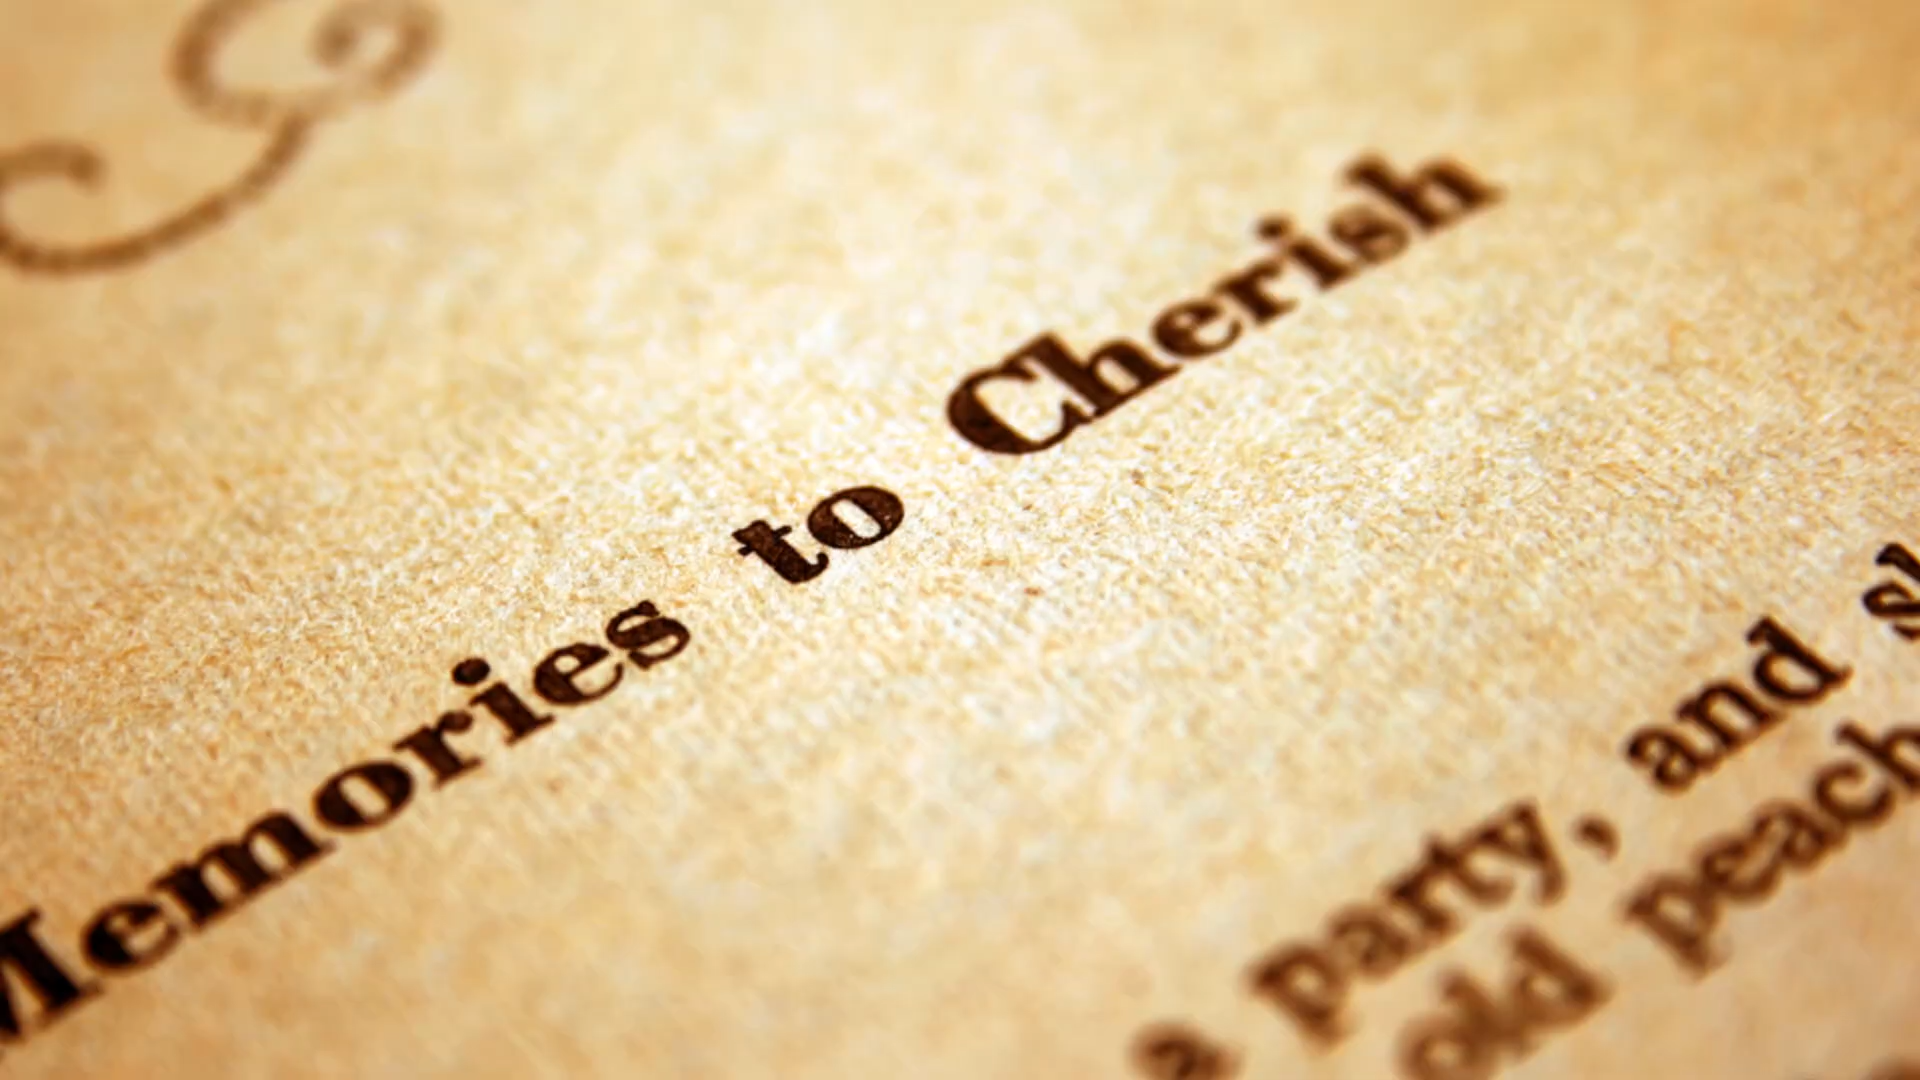 Memories to Cherish
a party, and
old peach